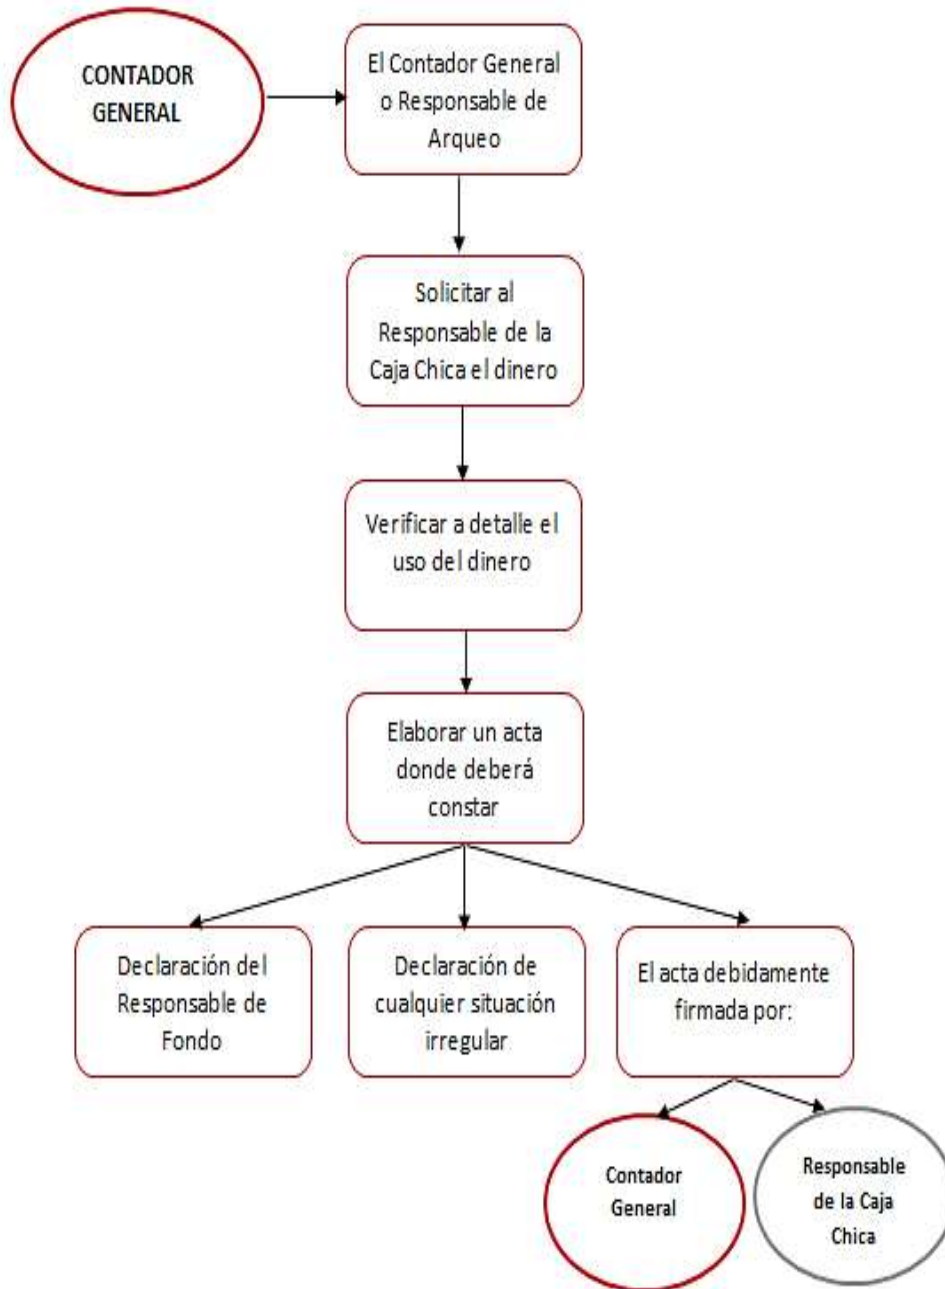 CONTADOR
GENERAL
El Contador General
o Responsable de
Arqueo
Solicitar al
Responsable de la
Caja Chica el dinero
Verificar a detalle el
uso del dinero
Elaborar un acta
donde deberá
constar
Declaración del
Responsable de
Fondo
Declaración de
cualquier situación
irregular
El acta debidamente
firmada por:
Contador
General
Responsable
de la Caja
Chica